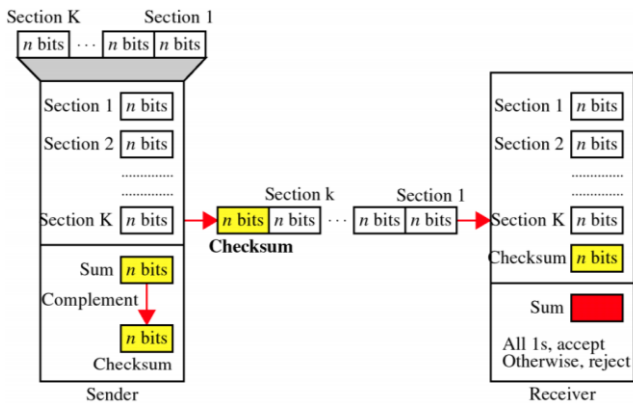 Section K Section 1
n bits ··· n bits n bits
Section 1 n bits
Section 2 n bits
....................
....................
Section K n bits
Sum n bits
Complement
n bits
Checksum
Sender
Section k Section 1
n bits n bits ··· n bits n bits
Checksum
Section 1 n bits
Section 2 n bits
....................
....................
Section K n bits
Checksum n bits
Sum
All 1s, accept
Otherwise, reject
Receiver